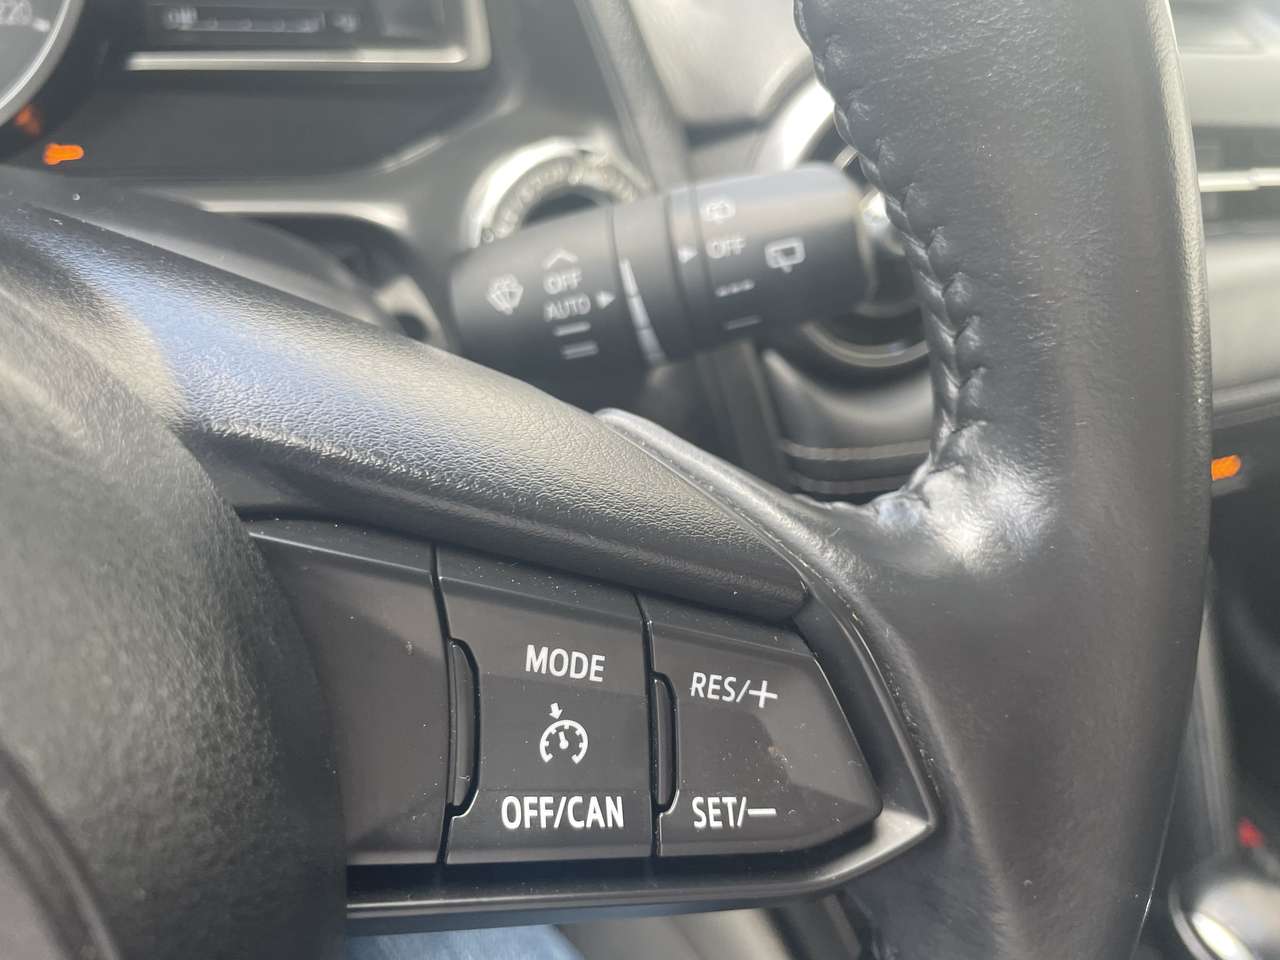 OFF
OFF
AUTO
MODE
RES/+
OFF/CAN
SET/−